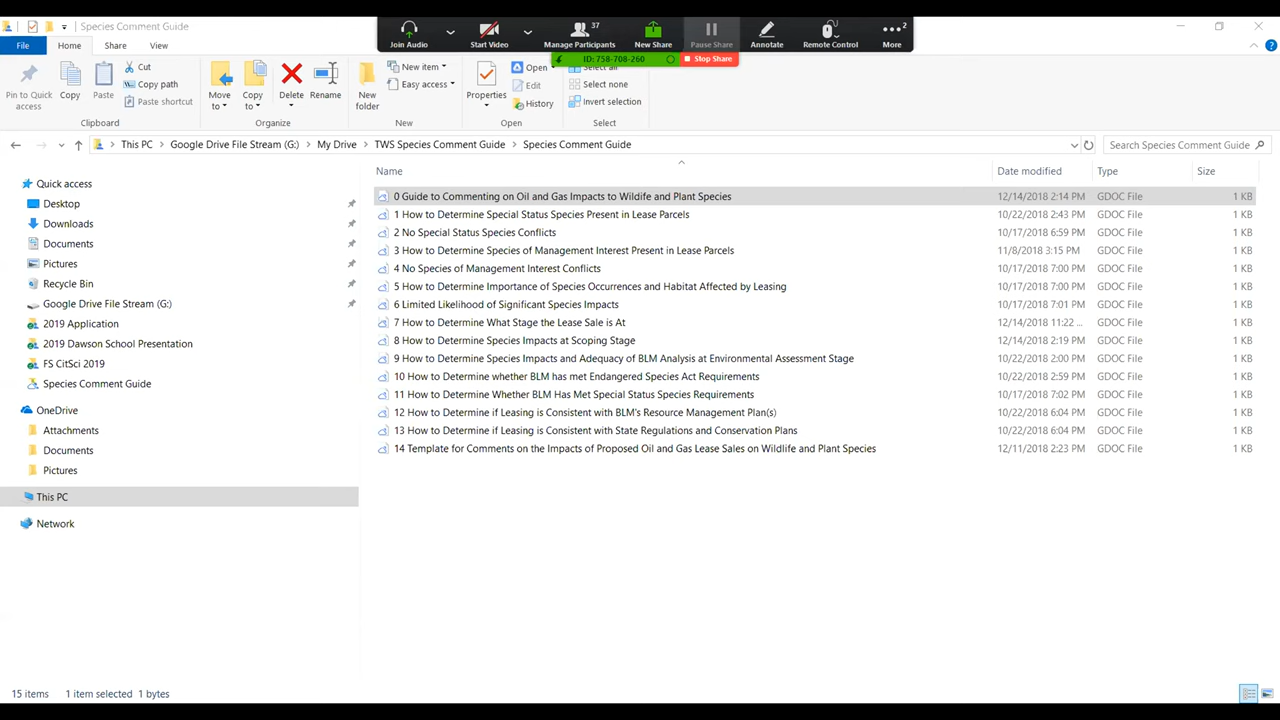 Species Comment Guide
Join Audio
Start Video
37
Manage Participants
New Share
Pause Share
Annotate
Remote Control
2
More
File
Home
Share
View
ID: 758-708-260
Stop Share
Pin to Quick access
Copy
Paste
Cut
Copy path
Paste shortcut
Clipboard
Move to
Copy to
Delete
Rename
Organize
New folder
New item
Easy access
New
Properties
Open
Edit
History
Open
Select all
Select none
Invert selection
Select
This PC > Google Drive File Stream (G:) > My Drive > TWS Species Comment Guide > Species Comment Guide
Search Species Comment Guide
Name Date modified Type Size
Quick access
Desktop
Downloads
Documents
Pictures
Recycle Bin
Google Drive File Stream (G:)
2019 Application
2019 Dawson School Presentation
FS CitSci 2019
Species Comment Guide
OneDrive
Attachments
Documents
Pictures
This PC
Network
0 Guide to Commenting on Oil and Gas Impacts to Wildife and Plant Species 12/14/2018 2:14 PM GDOC File 1 KB
1 How to Determine Special Status Species Present in Lease Parcels 10/22/2018 2:43 PM GDOC File 1 KB
2 No Special Status Species Conflicts 10/17/2018 6:59 PM GDOC File 1 KB
3 How to Determine Species of Management Interest Present in Lease Parcels 11/8/2018 3:15 PM GDOC File 1 KB
4 No Species of Management Interest Conflicts 10/17/2018 7:00 PM GDOC File 1 KB
5 How to Determine Importance of Species Occurrences and Habitat Affected by Leasing 10/17/2018 7:00 PM GDOC File 1 KB
6 Limited Likelihood of Significant Species Impacts 10/17/2018 7:01 PM GDOC File 1 KB
7 How to Determine What Stage the Lease Sale is At 12/14/2018 11:22 ... GDOC File 1 KB
8 How to Determine Species Impacts at Scoping Stage 12/14/2018 2:19 PM GDOC File 1 KB
9 How to Determine Species Impacts and Adequacy of BLM Analysis at Environmental Assessment Stage 10/22/2018 2:00 PM GDOC File 1 KB
10 How to Determine whether BLM has met Endangered Species Act Requirements 10/22/2018 2:59 PM GDOC File 1 KB
11 How to Determine Whether BLM Has Met Special Status Species Requirements 10/17/2018 7:02 PM GDOC File 1 KB
12 How to Determine if Leasing is Consistent with BLM's Resource Management Plan(s) 10/22/2018 6:04 PM GDOC File 1 KB
13 How to Determine if Leasing is Consistent with State Regulations and Conservation Plans 10/22/2018 6:04 PM GDOC File 1 KB
14 Template for Comments on the Impacts of Proposed Oil and Gas Lease Sales on Wildlife and Plant Species 12/11/2018 2:23 PM GDOC File 1 KB
15 items 1 item selected 1 bytes